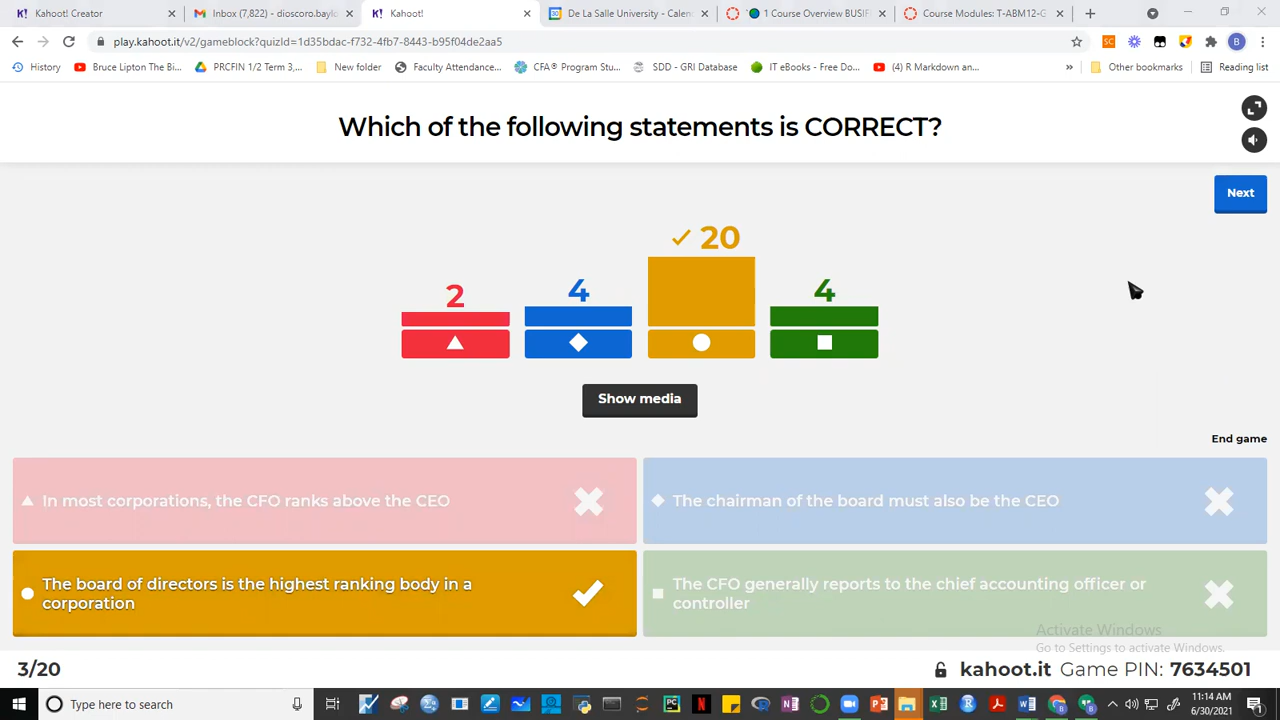 Kahoot! Creator
Inbox (7,822) - dioscoro.baylo
Kahoot!
De La Salle University - Calen
1 Course Overview BUSIF
Course Modules: T-ABM12-G
play.kahoot.it/v2/gameblock?quizId=1d35bdac-f732-4fb7-8443-b95f04de2aa5
SC
B
History
Bruce Lipton The Bi...
PRCFIN 1/2 Term 3,...
New folder
Faculty Attendance...
CFA® Program Stu...
SDD - GRI Database
IT eBooks - Free Do...
(4) R Markdown an...
Other bookmarks
Reading list
Which of the following statements is CORRECT?
Next
2
4
20
4
Show media
End game
In most corporations, the CFO ranks above the CEO
The chairman of the board must also be the CEO
The board of directors is the highest ranking body in a
corporation
The CFO generally reports to the chief accounting officer or
controller
Activate Windows
Go to Settings to activate Windows.
3/20
kahoot.it Game PIN: 7634501
Type here to search
11:14 AM
6/30/2021